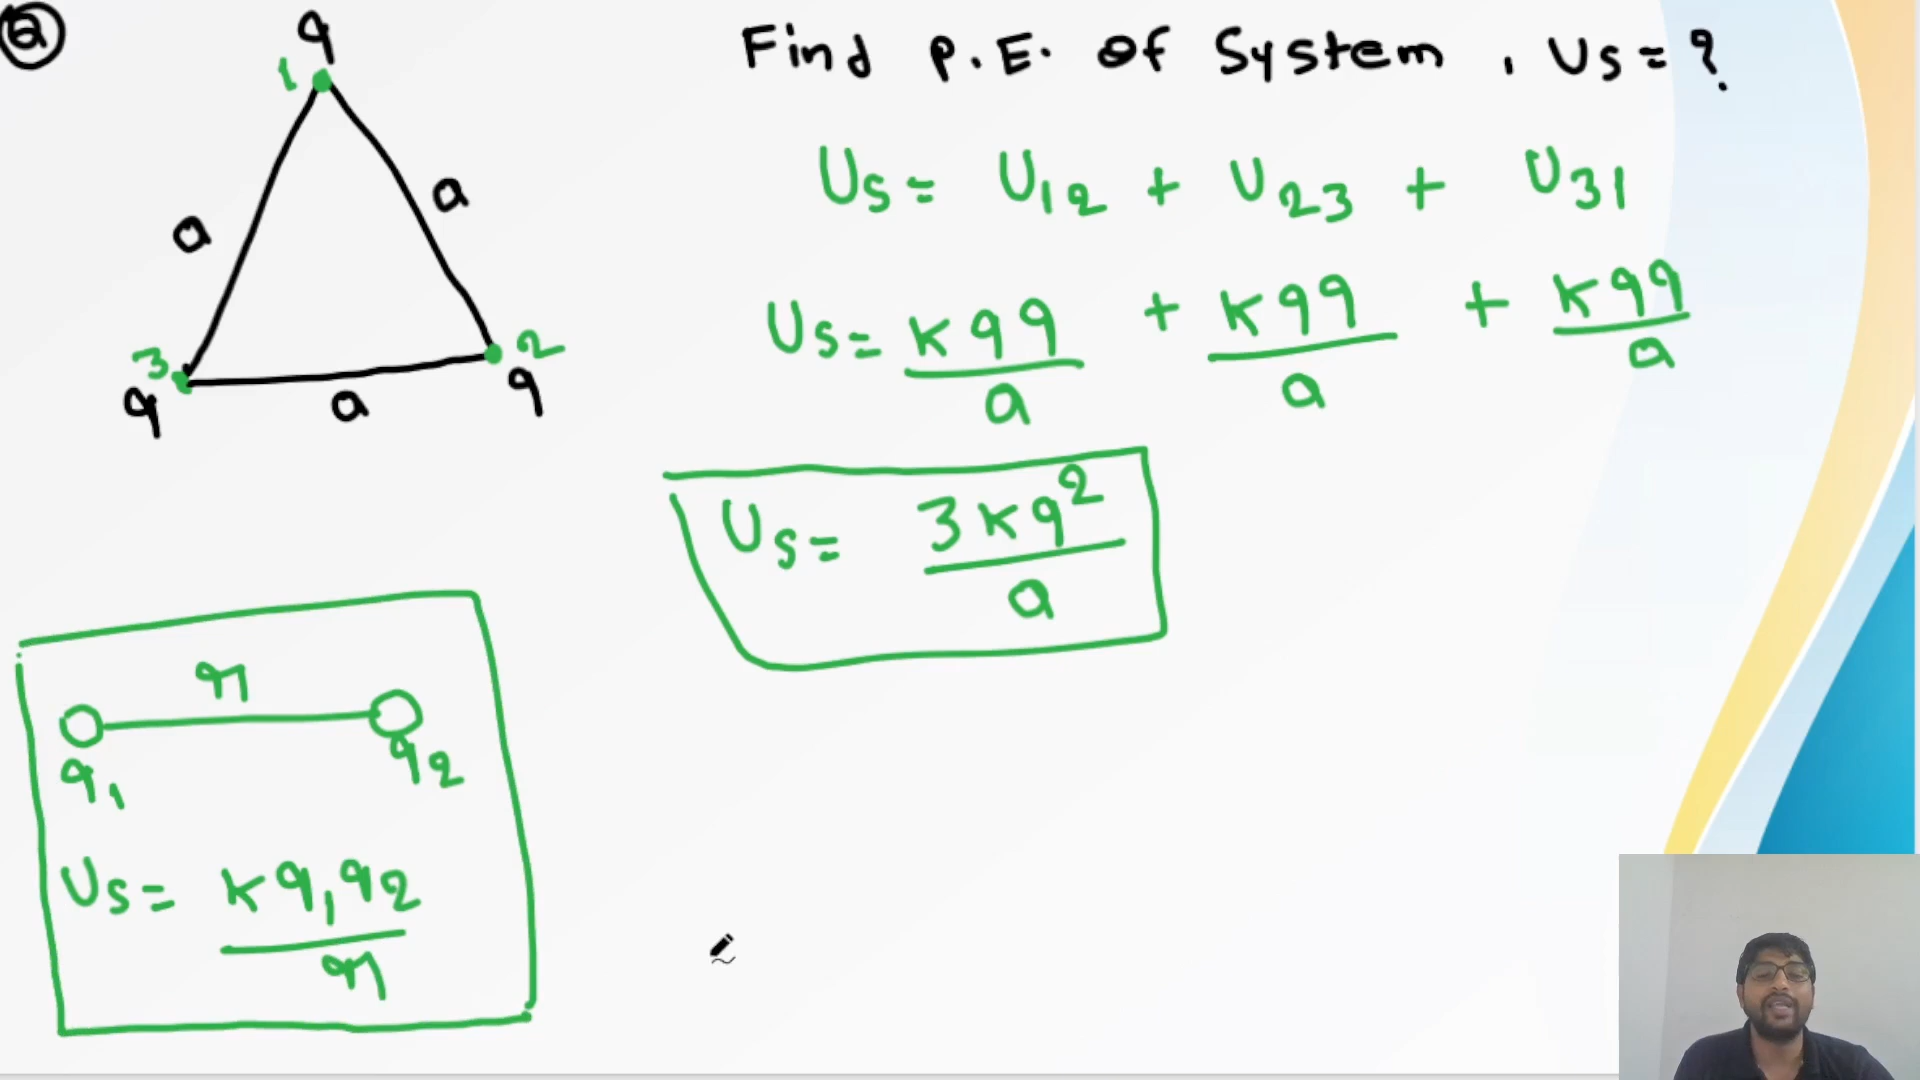 Q
Find P.E. of System, Us = ?
q
1
a
a
3
q
a
2
q
Us = U12 + U23 + U31
Us = Kqq/a + Kqq/a + Kqq/a
Us = 3Kq²/a
r
q1
q2
Us = Kq1q2/r